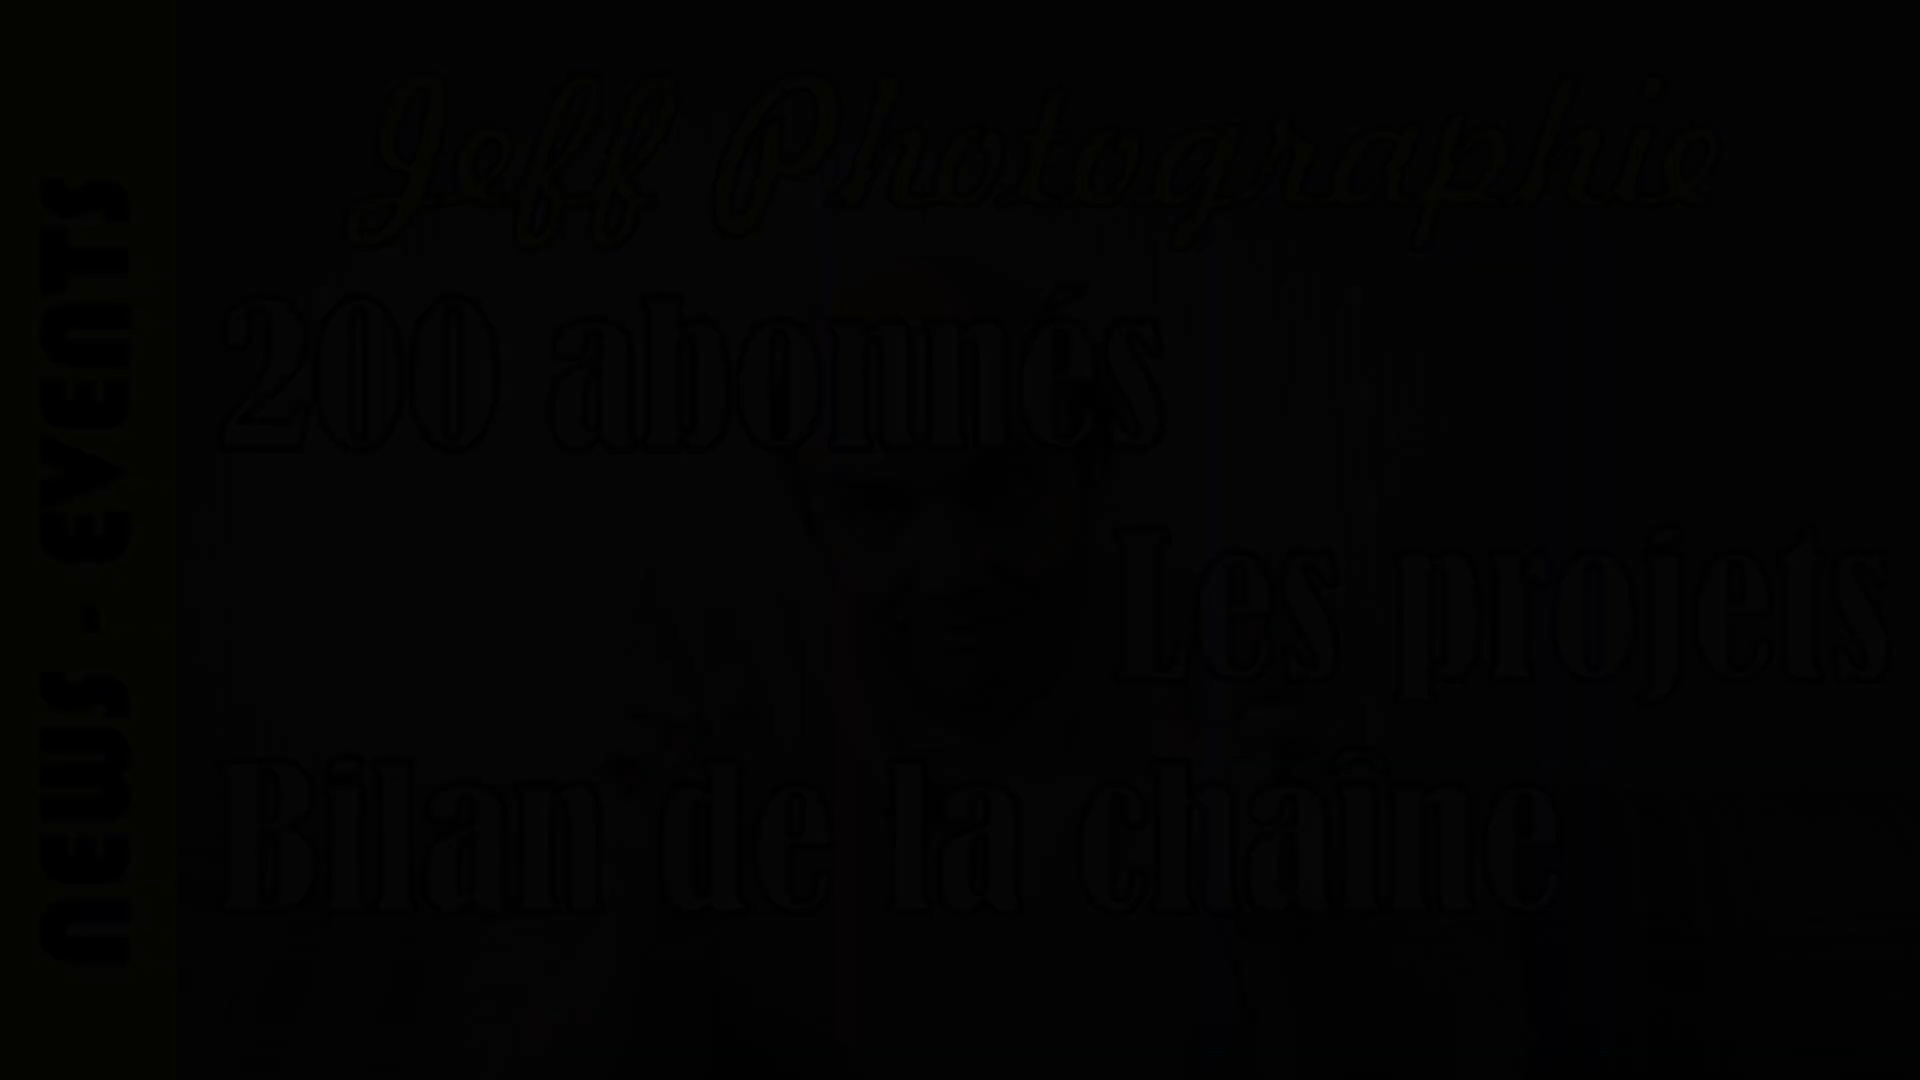 NEWS - EVENTS
Jeff Photographie
200 abonnés
Les projets
Bilan de la chaîne